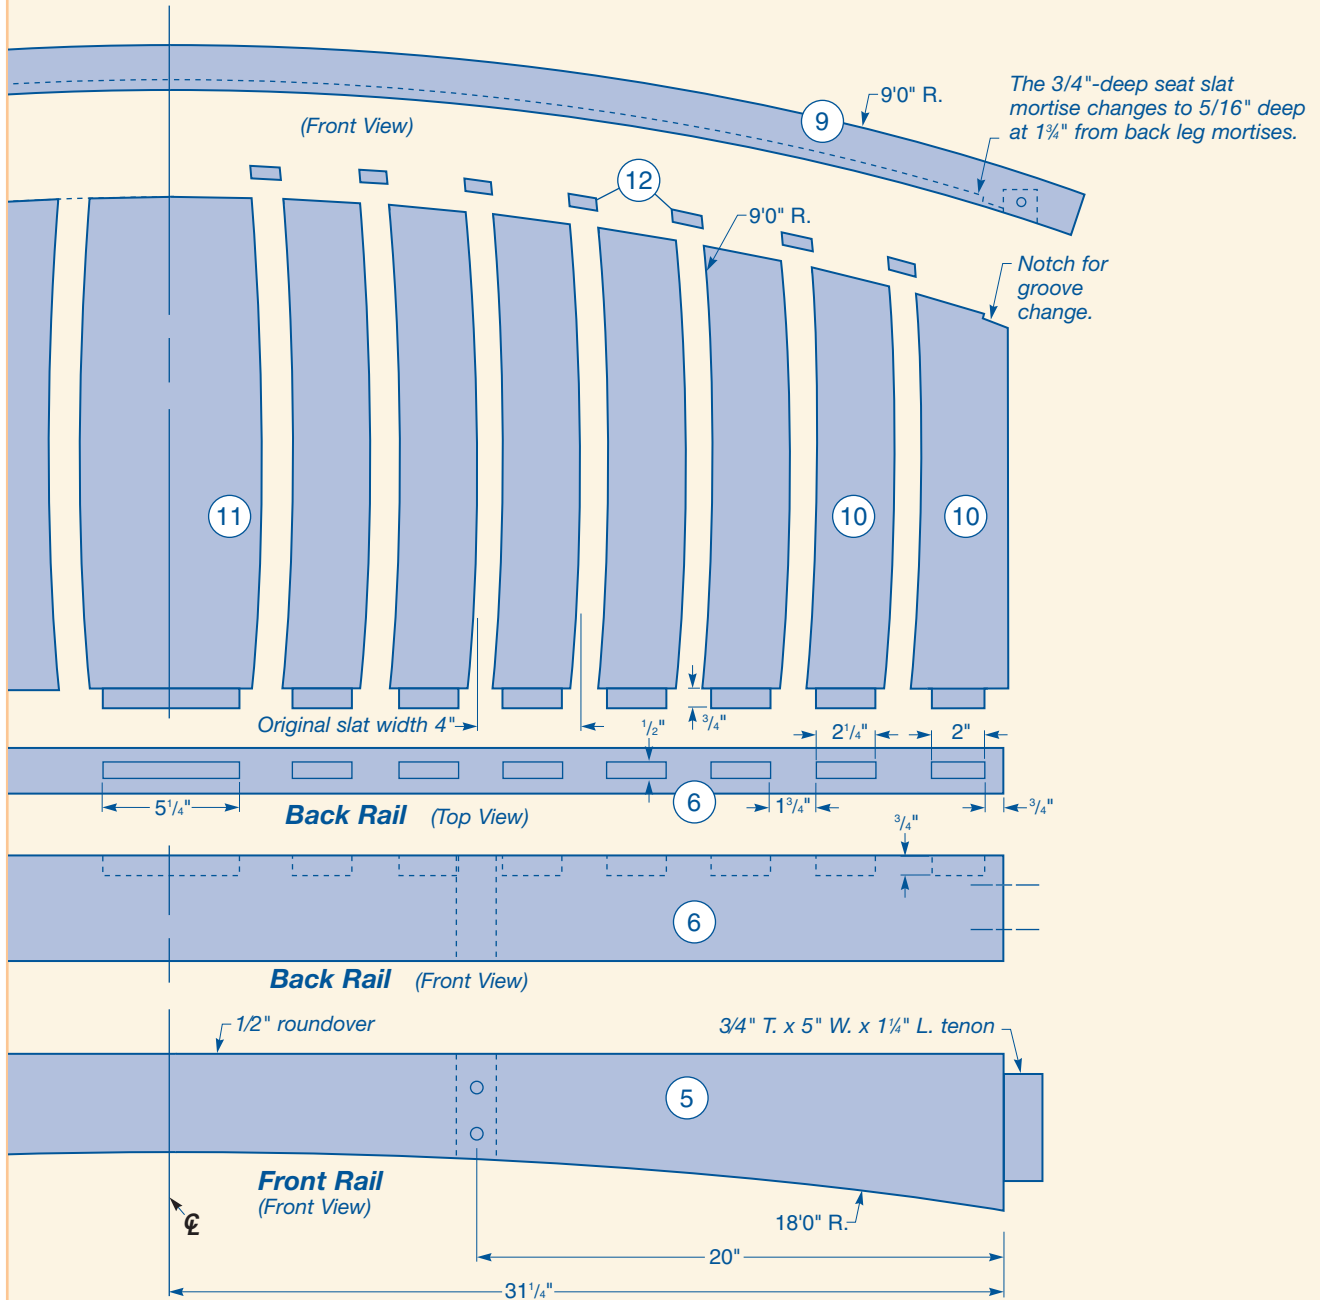 9'0" R.
9
The 3/4"-deep seat slat
mortise changes to 5/16" deep
at 1¾" from back leg mortises.
(Front View)
12
9'0" R.
Notch for
groove
change.
11
10
10
Original slat width 4"
1/2"
3/4"
2 1/4"
2"
5 1/4"
Back Rail (Top View)
6
1 3/4"
3/4"
3/4"
6
Back Rail (Front View)
1/2" roundover
3/4" T. x 5" W. x 1¼" L. tenon
5
Front Rail
(Front View)
℄
18'0" R.
20"
31 1/4"